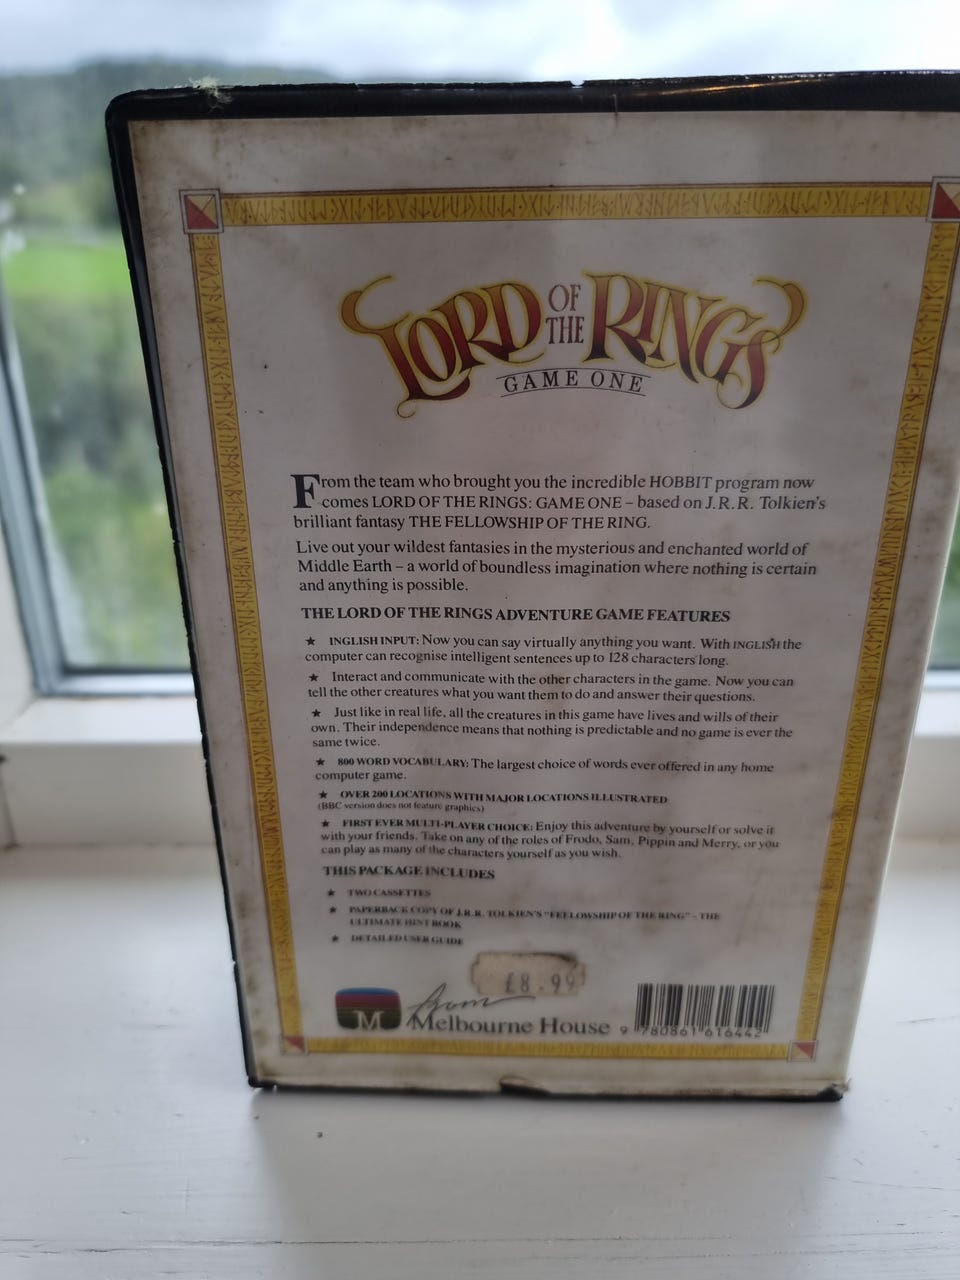 LORD OF THE RINGS
GAME ONE
From the team who brought you the incredible HOBBIT program now
comes LORD OF THE RINGS: GAME ONE – based on J.R.R. Tolkien's
brilliant fantasy THE FELLOWSHIP OF THE RING.
Live out your wildest fantasies in the mysterious and enchanted world of
Middle Earth – a world of boundless imagination where nothing is certain
and anything is possible.
THE LORD OF THE RINGS ADVENTURE GAME FEATURES
★ INGLISH INPUT: Now you can say virtually anything you want. With INGLISH the
computer can recognise intelligent sentences up to 128 characters long.
★ Interact and communicate with the other characters in the game. Now you can
tell the other creatures what you want them to do and answer their questions.
★ Just like in real life, all the creatures in this game have lives and wills of their
own. Their independence means that nothing is predictable and no game is ever the
same twice.
★ 800 WORD VOCABULARY: The largest choice of words ever offered in any home
computer game.
★ OVER 200 LOCATIONS WITH MAJOR LOCATIONS ILLUSTRATED
(BBC version does not feature graphics)
★ FIRST EVER MULTI-PLAYER CHOICE: Enjoy this adventure by yourself or solve it
with your friends. Take on any of the roles of Frodo, Sam, Pippin and Merry, or you
can play as many of the characters yourself as you wish.
THIS PACKAGE INCLUDES
★ TWO CASSETTES
★ PAPERBACK COPY OF J.R.R. TOLKIEN'S "FELLOWSHIP OF THE RING" – THE
ULTIMATE HINT BOOK
★ DETAILED USER GUIDE
£8.99
M from
Melbourne House
9 780861 616442